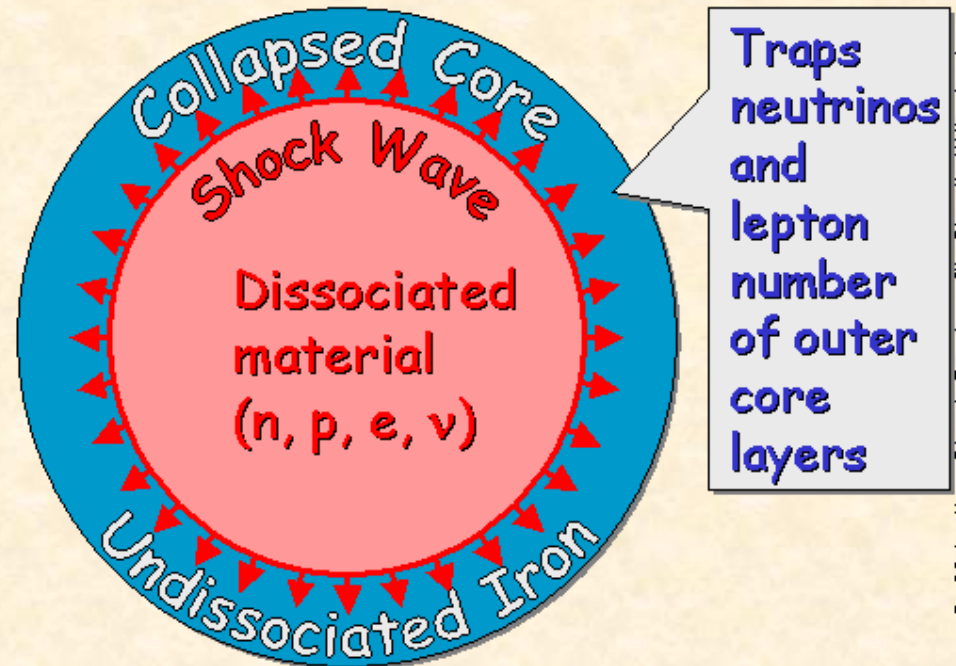 Collapsed Core
Shock Wave
Dissociated
material
(n, p, e, ν)
Undissociated Iron
Traps
neutrinos
and
lepton
number
of outer
core
layers